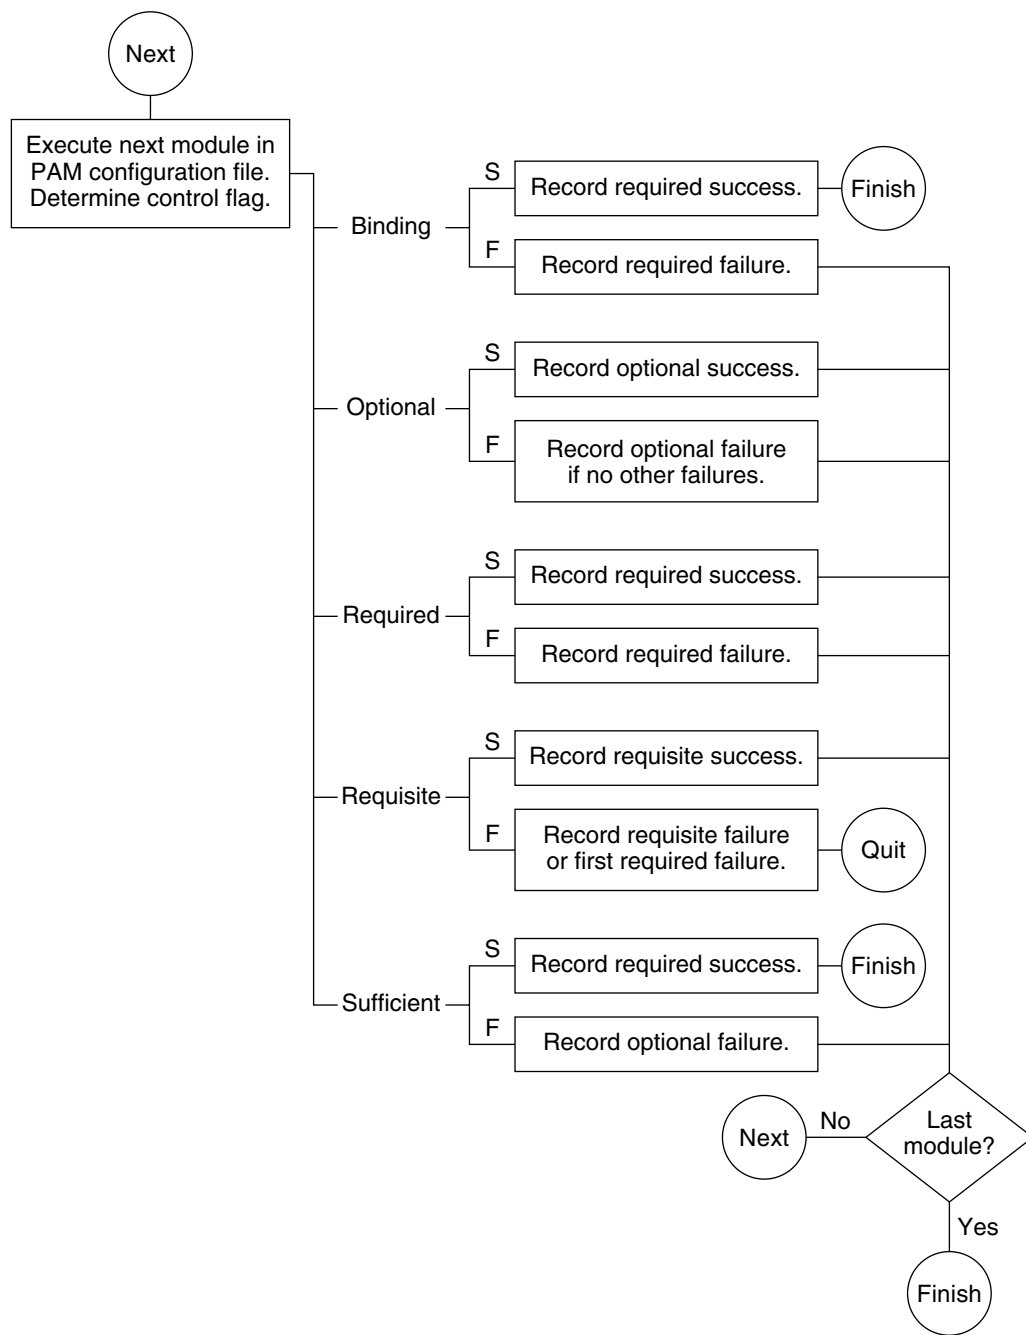 Next
Execute next module in
PAM configuration file.
Determine control flag.
Binding
S
Record required success.
Finish
F
Record required failure.
Optional
S
Record optional success.
F
Record optional failure
if no other failures.
Required
S
Record required success.
F
Record required failure.
Requisite
S
Record requisite success.
F
Record requisite failure
or first required failure.
Quit
Sufficient
S
Record required success.
Finish
F
Record optional failure.
Last
module?
No
Next
Yes
Finish